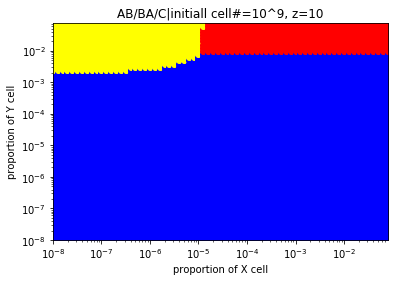 AB/BA/C|initiall cell#=10^9, z=10
proportion of Y cell
10⁻²
10⁻³
10⁻⁴
10⁻⁵
10⁻⁶
10⁻⁷
10⁻⁸
10⁻⁸ 10⁻⁷ 10⁻⁶ 10⁻⁵ 10⁻⁴ 10⁻³ 10⁻²
proportion of X cell